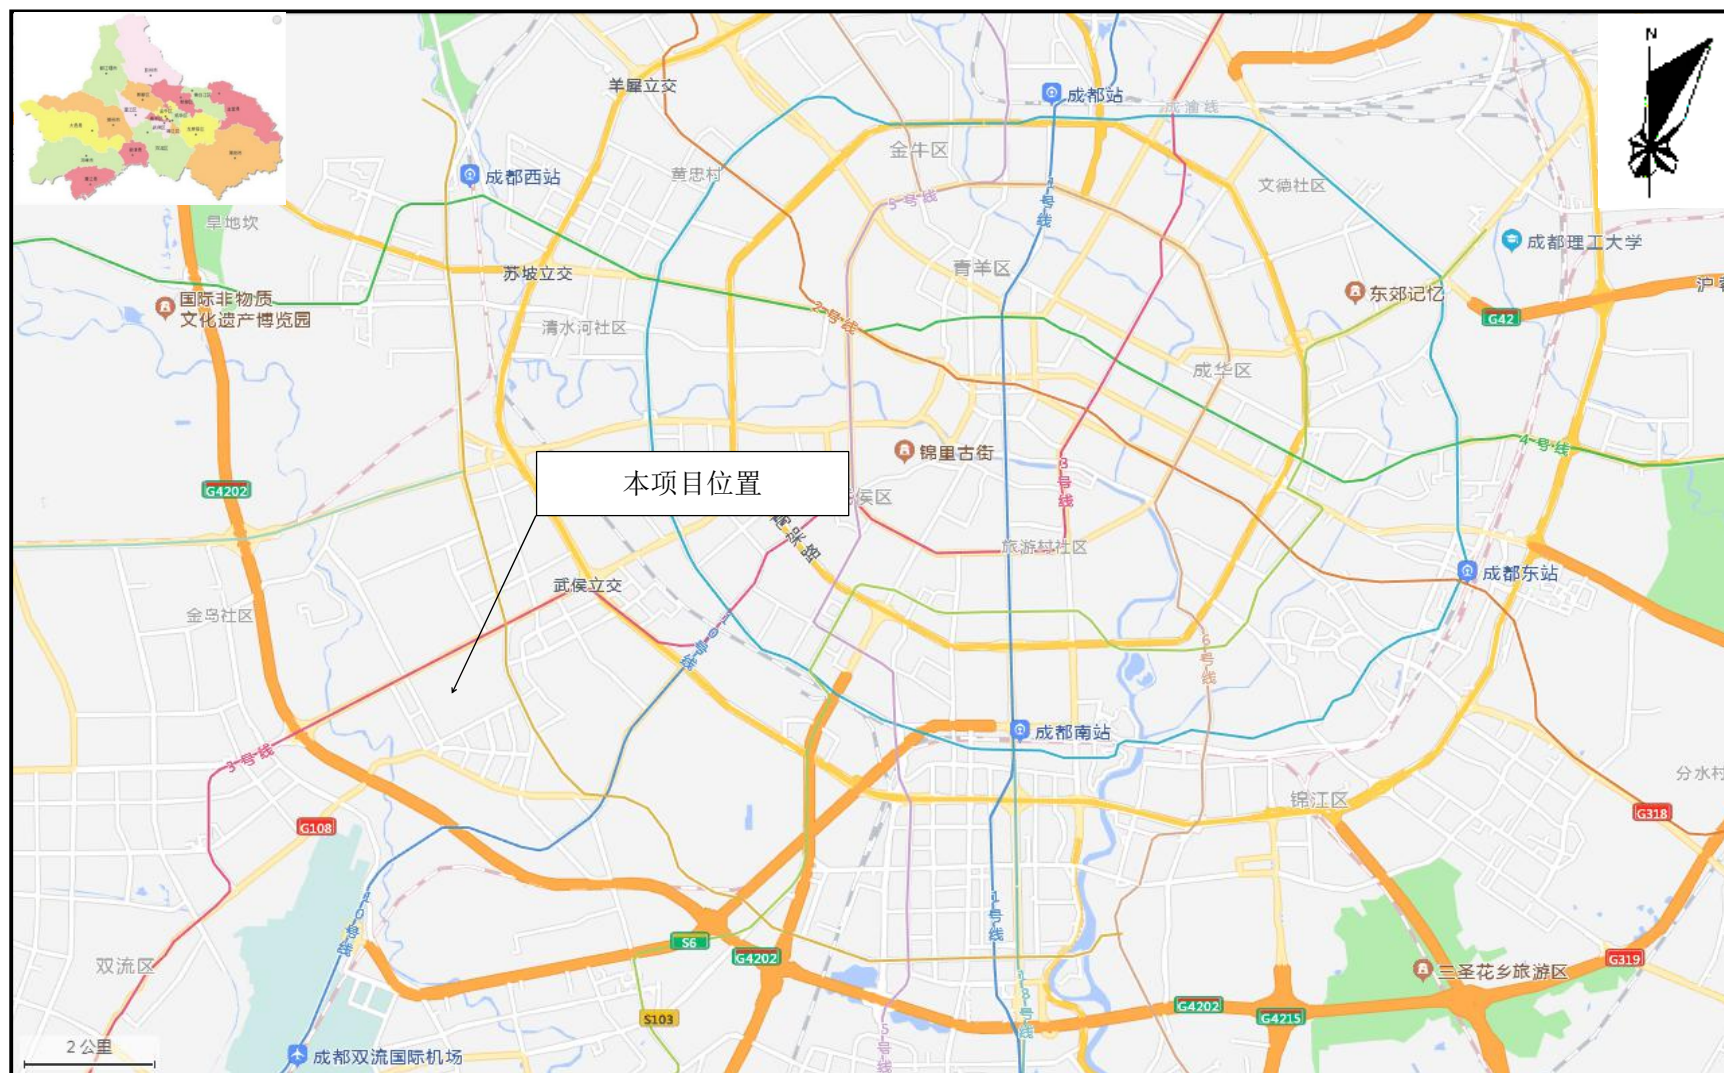 N
羊犀立交
成都站
成渝线
金牛区
黄忠村
成都西站
5号线
1号线
文德社区
旱地坎
成都理工大学
苏坡立交
青羊区
国际非物质
文化遗产博览园
东郊记忆
清水河社区
2号线
G42
成华区
4号线
锦里古街
3号线
G4202
本项目位置
侯区
旅游村社区
成都东站
武侯立交
金鸟社区
10号线
6号线
成都南站
3号线
分水村
锦江区
G108
G318
1号线
10号线
S6
G4202
双流区
三圣花乡旅游区
G319
18号线
G4202
G4215
S103
5号线
2 公里
成都双流国际机场